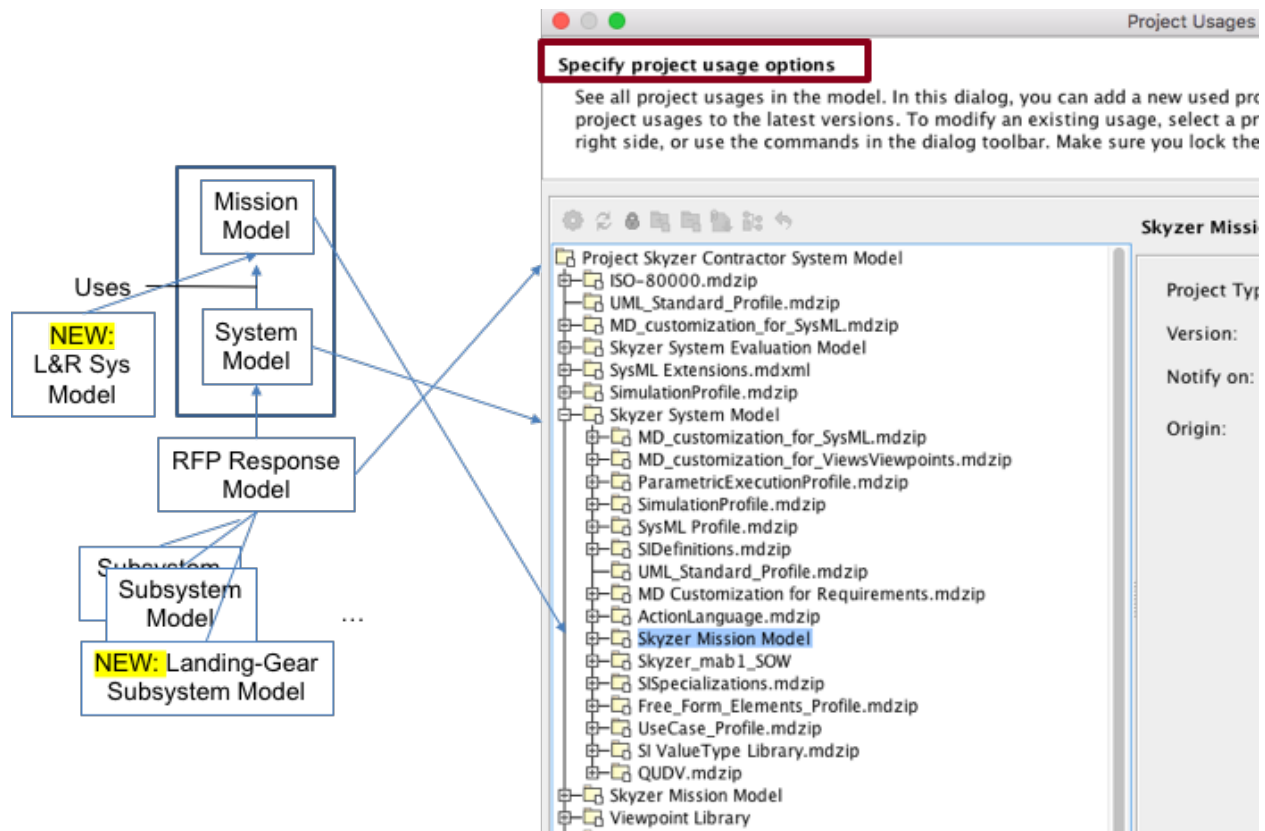 Mission
Model
Uses
NEW:
L&R Sys
Model
System
Model
RFP Response
Model
Subsystem
Subsystem
Model
...
NEW: Landing-Gear
Subsystem Model
Project Usages
Specify project usage options
See all project usages in the model. In this dialog, you can add a new used pro
project usages to the latest versions. To modify an existing usage, select a pr
right side, or use the commands in the dialog toolbar. Make sure you lock the
Project Skyzer Contractor System Model
ISO-80000.mdzip
UML_Standard_Profile.mdzip
MD_customization_for_SysML.mdzip
Skyzer System Evaluation Model
SysML Extensions.mdxml
SimulationProfile.mdzip
Skyzer System Model
MD_customization_for_SysML.mdzip
MD_customization_for_ViewsViewpoints.mdzip
ParametricExecutionProfile.mdzip
SimulationProfile.mdzip
SysML Profile.mdzip
SIDefinitions.mdzip
UML_Standard_Profile.mdzip
MD Customization for Requirements.mdzip
ActionLanguage.mdzip
Skyzer Mission Model
Skyzer_mab1_SOW
SISpecializations.mdzip
Free_Form_Elements_Profile.mdzip
UseCase_Profile.mdzip
SI ValueType Library.mdzip
QUDV.mdzip
Skyzer Mission Model
Viewpoint Library
Skyzer Missi
Project Typ
Version:
Notify on:
Origin: